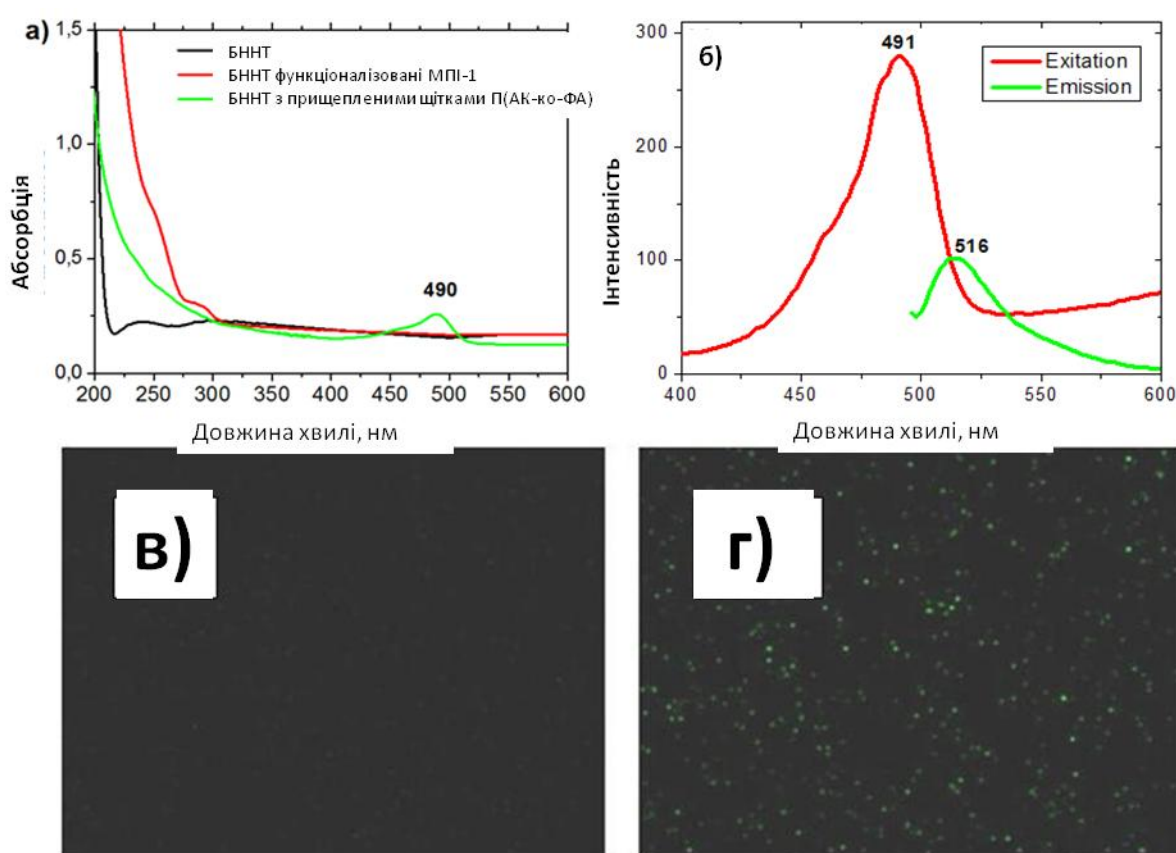 а)
1,5
1,0
0,5
0,0
Абсорбція
БННТ
БННТ функціоналізовані МПІ-1
БННТ з прищепленими щітками П(АК-ко-ФА)
490
200 250 300 350 400 450 500 550 600
Довжина хвилі, нм
б)
300
200
100
0
Інтенсивність
491
516
Exitation
Emission
400 450 500 550 600
Довжина хвилі, нм
в)
г)